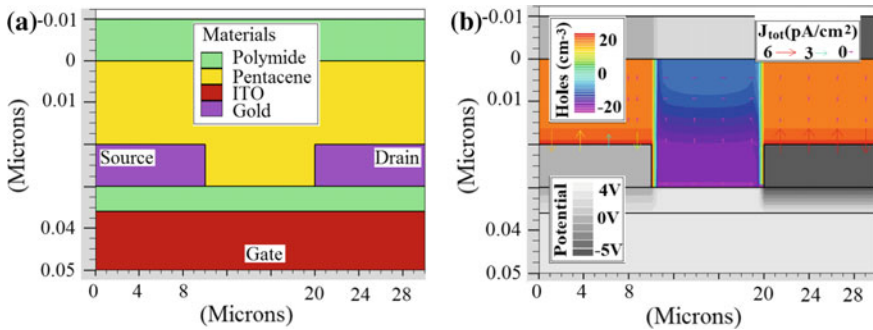 (a)
Materials
Polymide
Pentacene
ITO
Gold
-0.01
0
0.01
0.04
0.05
(Microns)
Source
Drain
Gate
0 4 8 20 24 28
(Microns)
(b)
-0.01
0
0.01
0.04
0.05
(Microns)
Holes (cm-3)
20
0
-20
Jtot(pA/cm2)
6 3 0
Potential
4V
0V
-5V
0 4 8 20 24 28
(Microns)